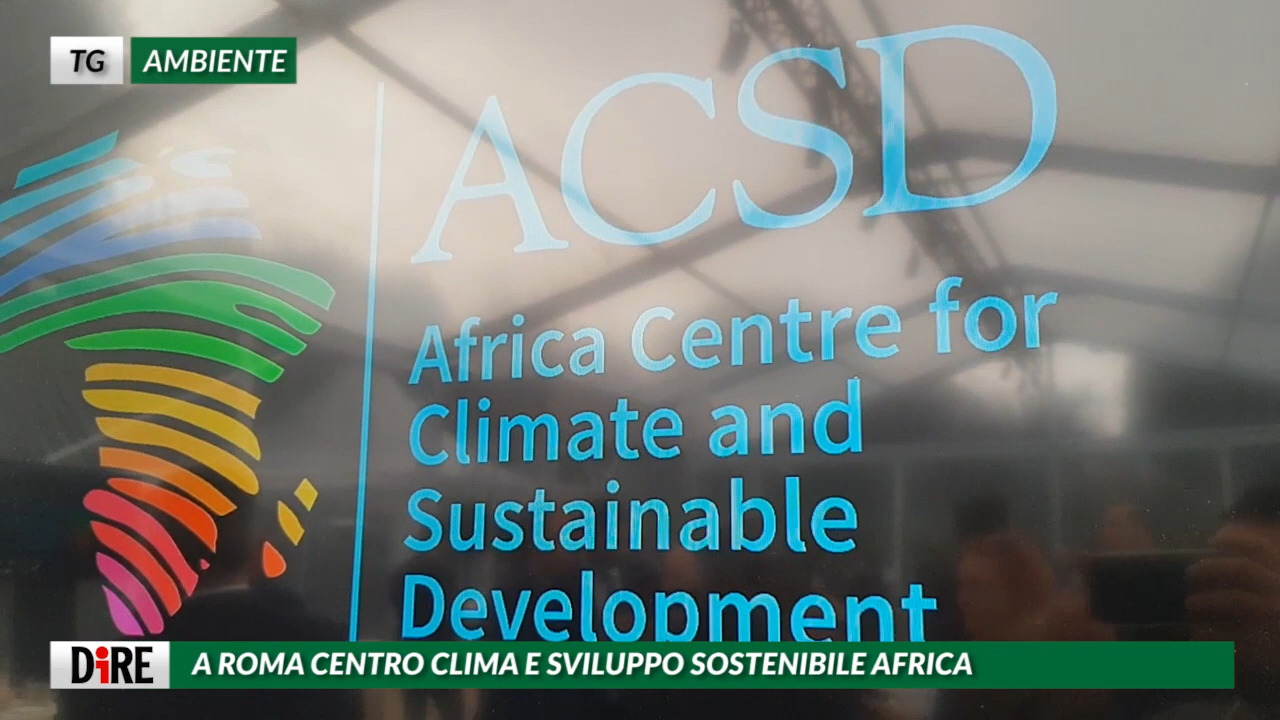 TG AMBIENTE
ACSD
Africa Centre for
Climate and
Sustainable
Development
DiRE A ROMA CENTRO CLIMA E SVILUPPO SOSTENIBILE AFRICA